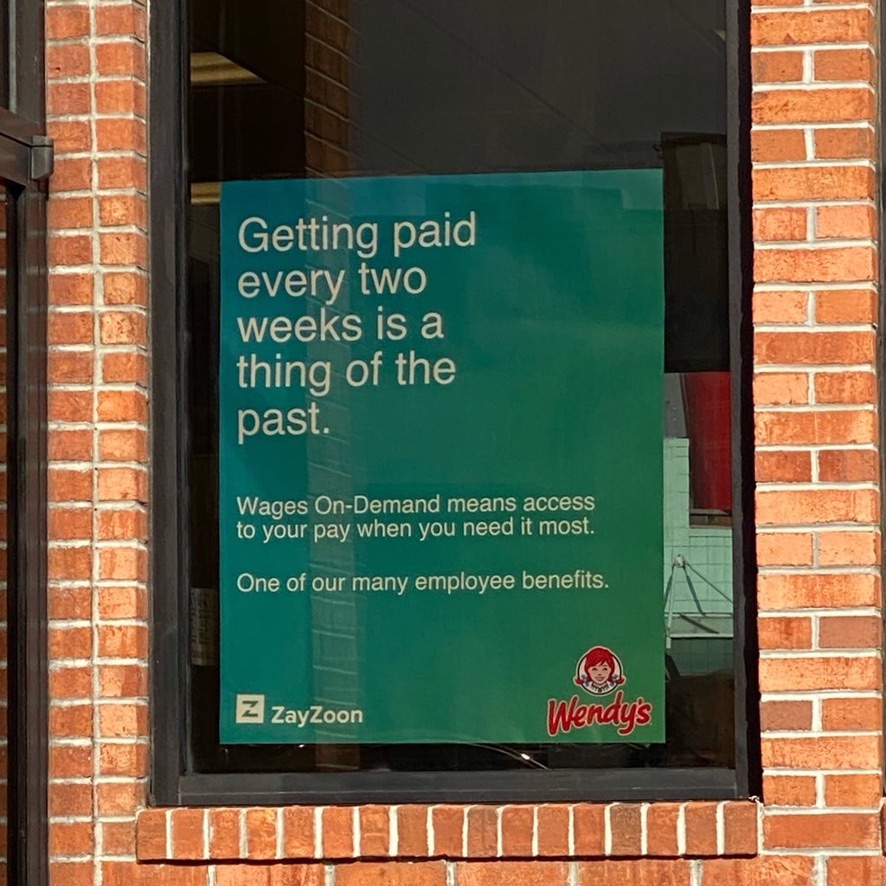 Getting paid
every two
weeks is a
thing of the
past.
Wages On-Demand means access
to your pay when you need it most.
One of our many employee benefits.
Z ZayZoon
Wendy's